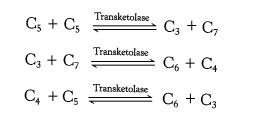 C₅ + C₅ Transketolase C₃ + C₇
C₃ + C₇ Transketolase C₆ + C₄
C₄ + C₅ Transketolase C₆ + C₃